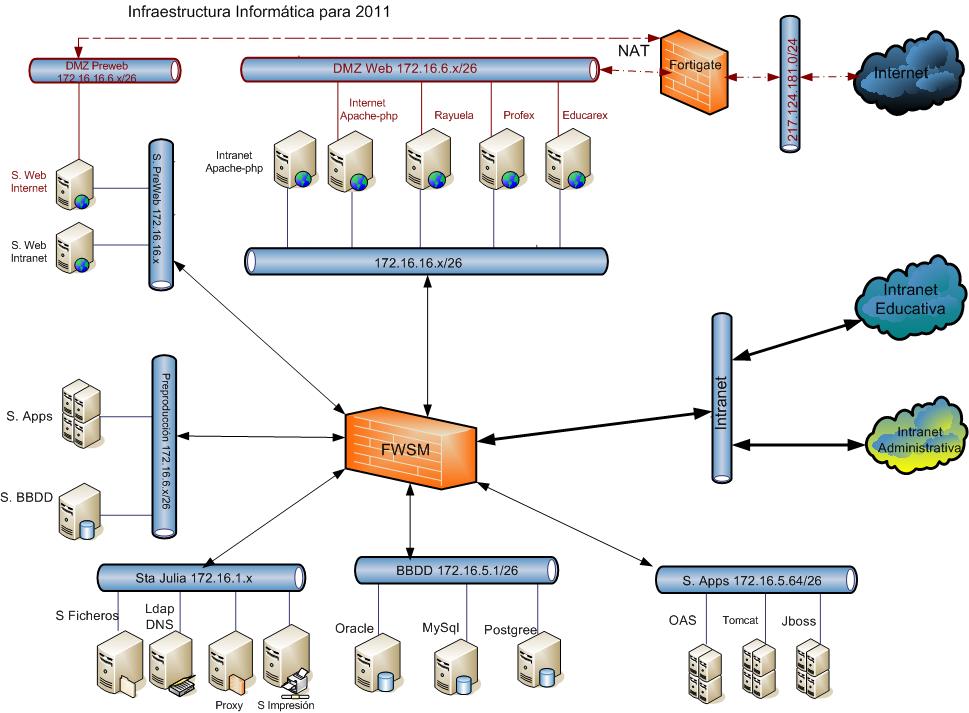 Infraestructura Informática para 2011
DMZ Preweb
172.16.16.6.x/26
DMZ Web 172.16.6.x/26
NAT
Fortigate
217.124.181.0/24
Internet
Internet
Apache-php
Rayuela
Profex
Educarex
Intranet
Apache-php
S. Web
Internet
S. Web
Intranet
S. PreWeb 172.16.16.x
172.16.16.x/26
Intranet
Educativa
Intranet
Intranet
Administrativa
S. Apps
S. BBDD
Preproducción 172.16.6.x/26
FWSM
Sta Julia 172.16.1.x
S Ficheros
Ldap
DNS
Proxy
S Impresión
BBDD 172.16.5.1/26
Oracle
MySql
Postgree
S. Apps 172.16.5.64/26
OAS
Tomcat
Jboss